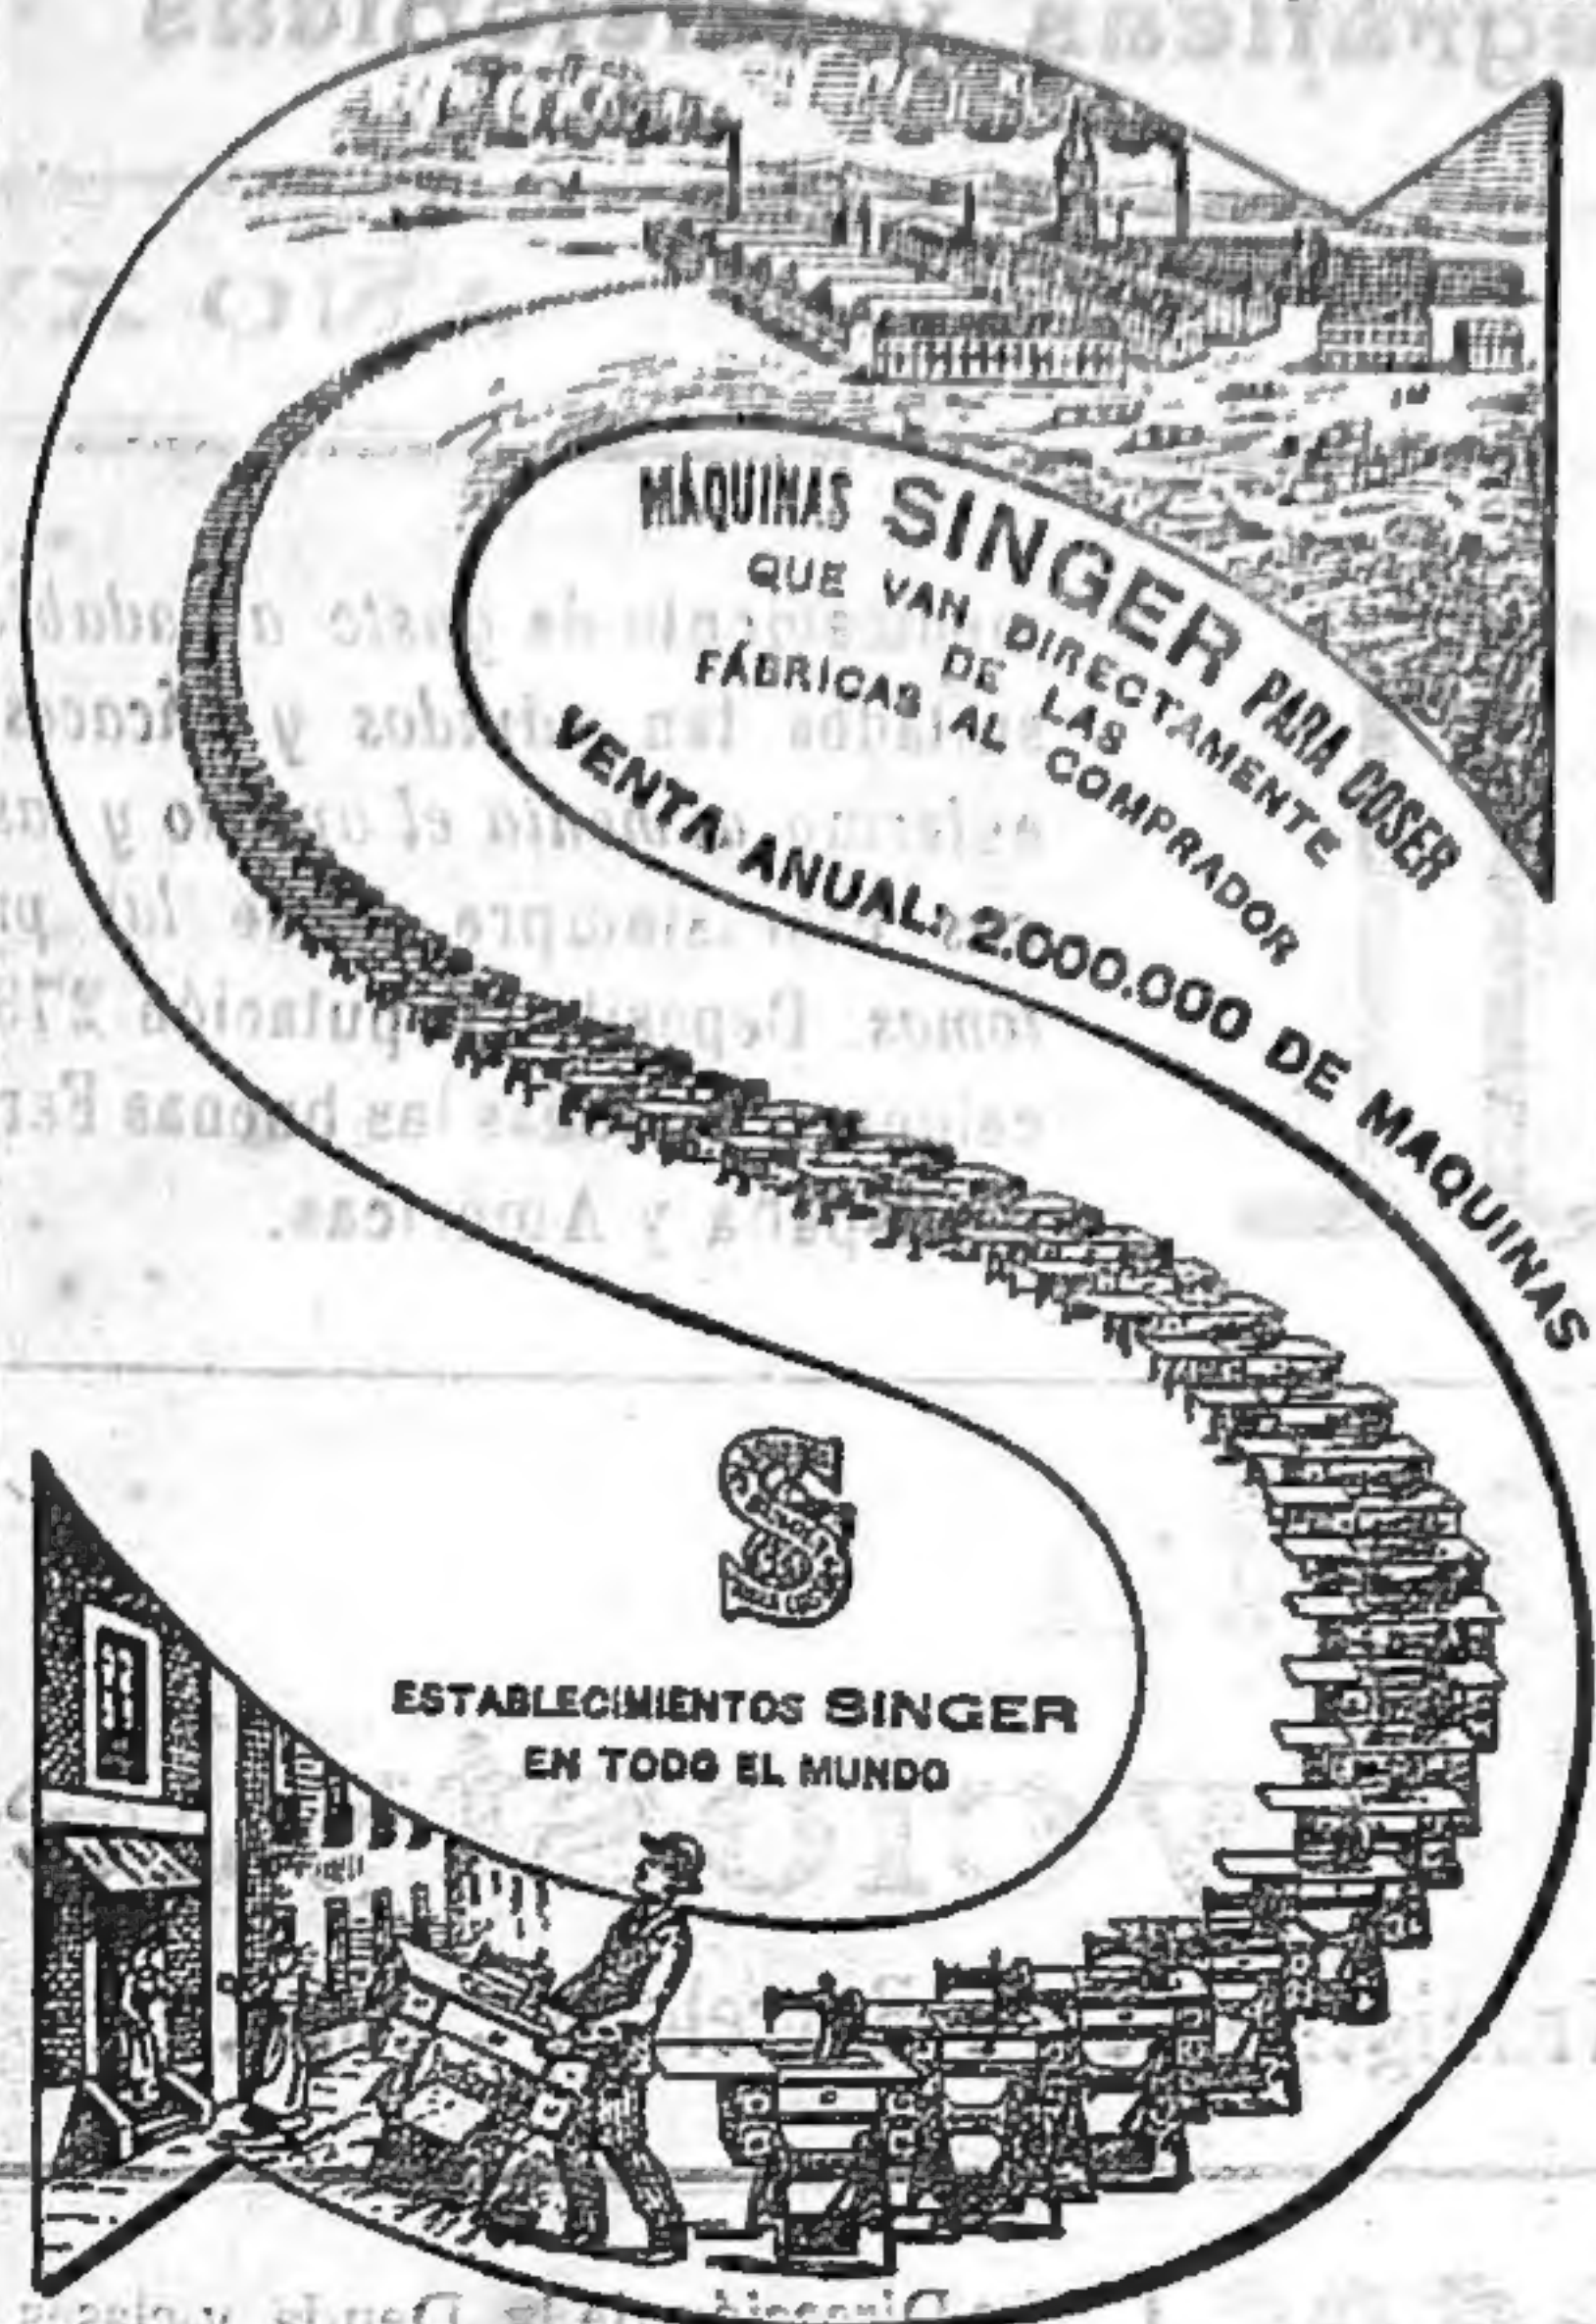 MÁQUINAS SINGER PARA COSER
QUE VAN DIRECTAMENTE
DE LAS
FÁBRICAS AL COMPRADOR
VENTA ANUAL: 2.000.000 DE MAQUINAS
S
ESTABLECIMIENTOS SINGER
EN TODO EL MUNDO